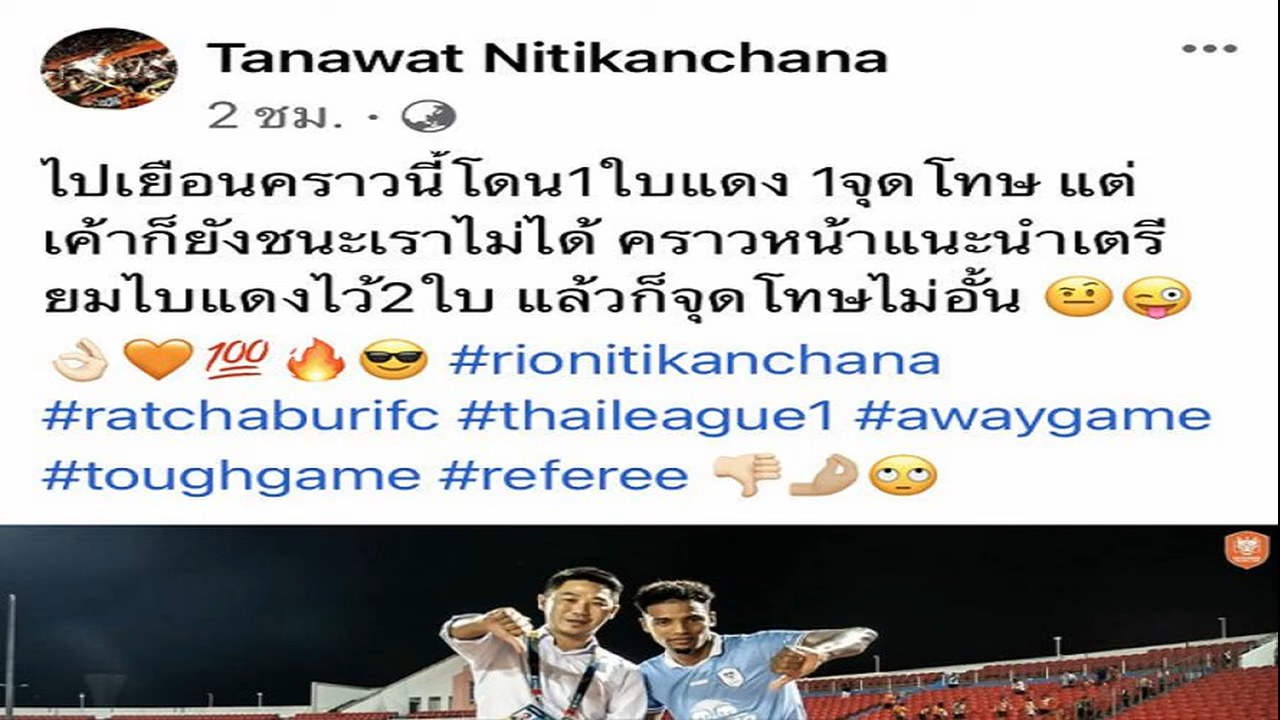 Tanawat Nitikanchana
2 ชม. ·
ไปเยือนคราวนี้โดน1ใบแดง 1จุดโทษ แต่
เค้าก็ยังชนะเราไม่ได้ คราวหน้าแนะนำเตรี
ยมไบแดงไว้2ใบ แล้วก็จุดโทษไม่อั้น 🤨😜
👌🏻🧡💯🔥😎 #rionitikanchana
#ratchaburifc #thaileague1 #awaygame
#toughgame #referee 👎🏻🤌🏼🙄